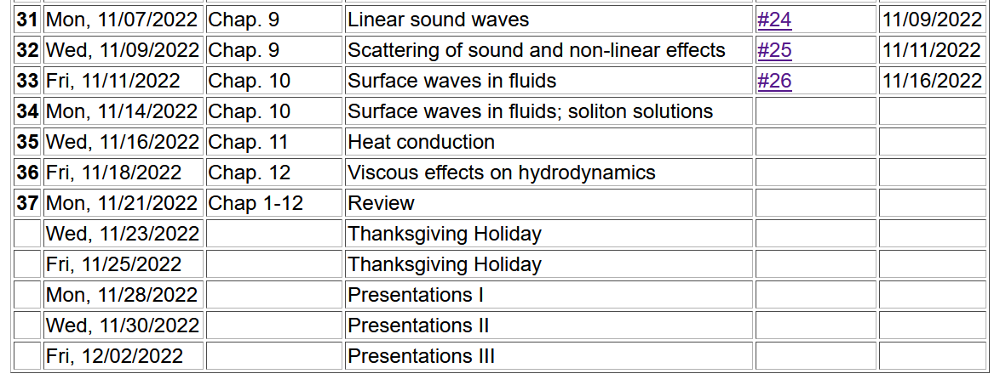 31 Mon, 11/07/2022 Chap. 9 Linear sound waves #24 11/09/2022
32 Wed, 11/09/2022 Chap. 9 Scattering of sound and non-linear effects #25 11/11/2022
33 Fri, 11/11/2022 Chap. 10 Surface waves in fluids #26 11/16/2022
34 Mon, 11/14/2022 Chap. 10 Surface waves in fluids; soliton solutions
35 Wed, 11/16/2022 Chap. 11 Heat conduction
36 Fri, 11/18/2022 Chap. 12 Viscous effects on hydrodynamics
37 Mon, 11/21/2022 Chap 1-12 Review
Wed, 11/23/2022 Thanksgiving Holiday
Fri, 11/25/2022 Thanksgiving Holiday
Mon, 11/28/2022 Presentations I
Wed, 11/30/2022 Presentations II
Fri, 12/02/2022 Presentations III